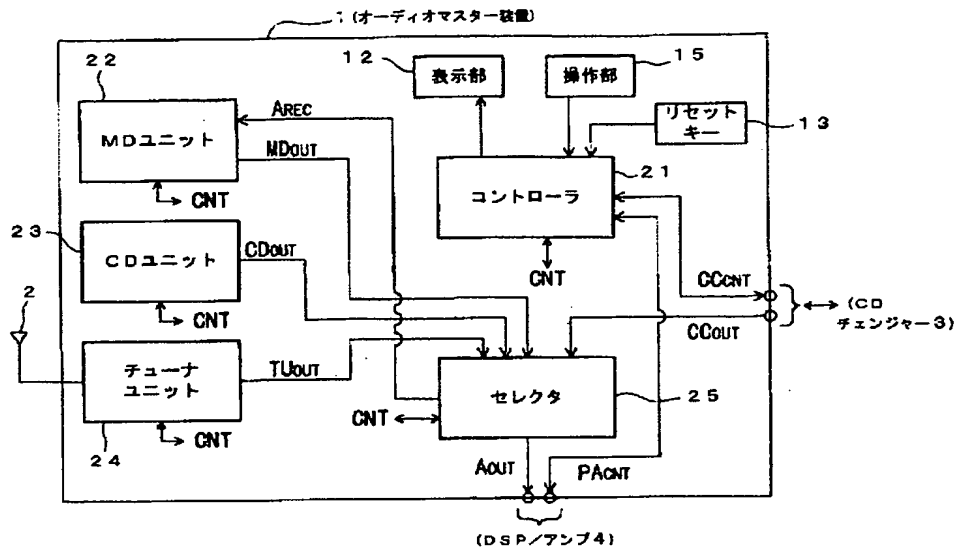 1 (オーディオマスター装置)
12
表示部
15
操作部
リセット
キー
13
22
MDユニット
AREC
MDOUT
CNT
コントローラ
21
CNT
23
CDユニット
CDOUT
CNT
CCCNT
CCOUT
(CD
チェンジャー3)
2
チューナ
ユニット
TUOUT
CNT
24
セレクタ
25
CNT
AOUT
PACNT
(DSP/アンプ4)